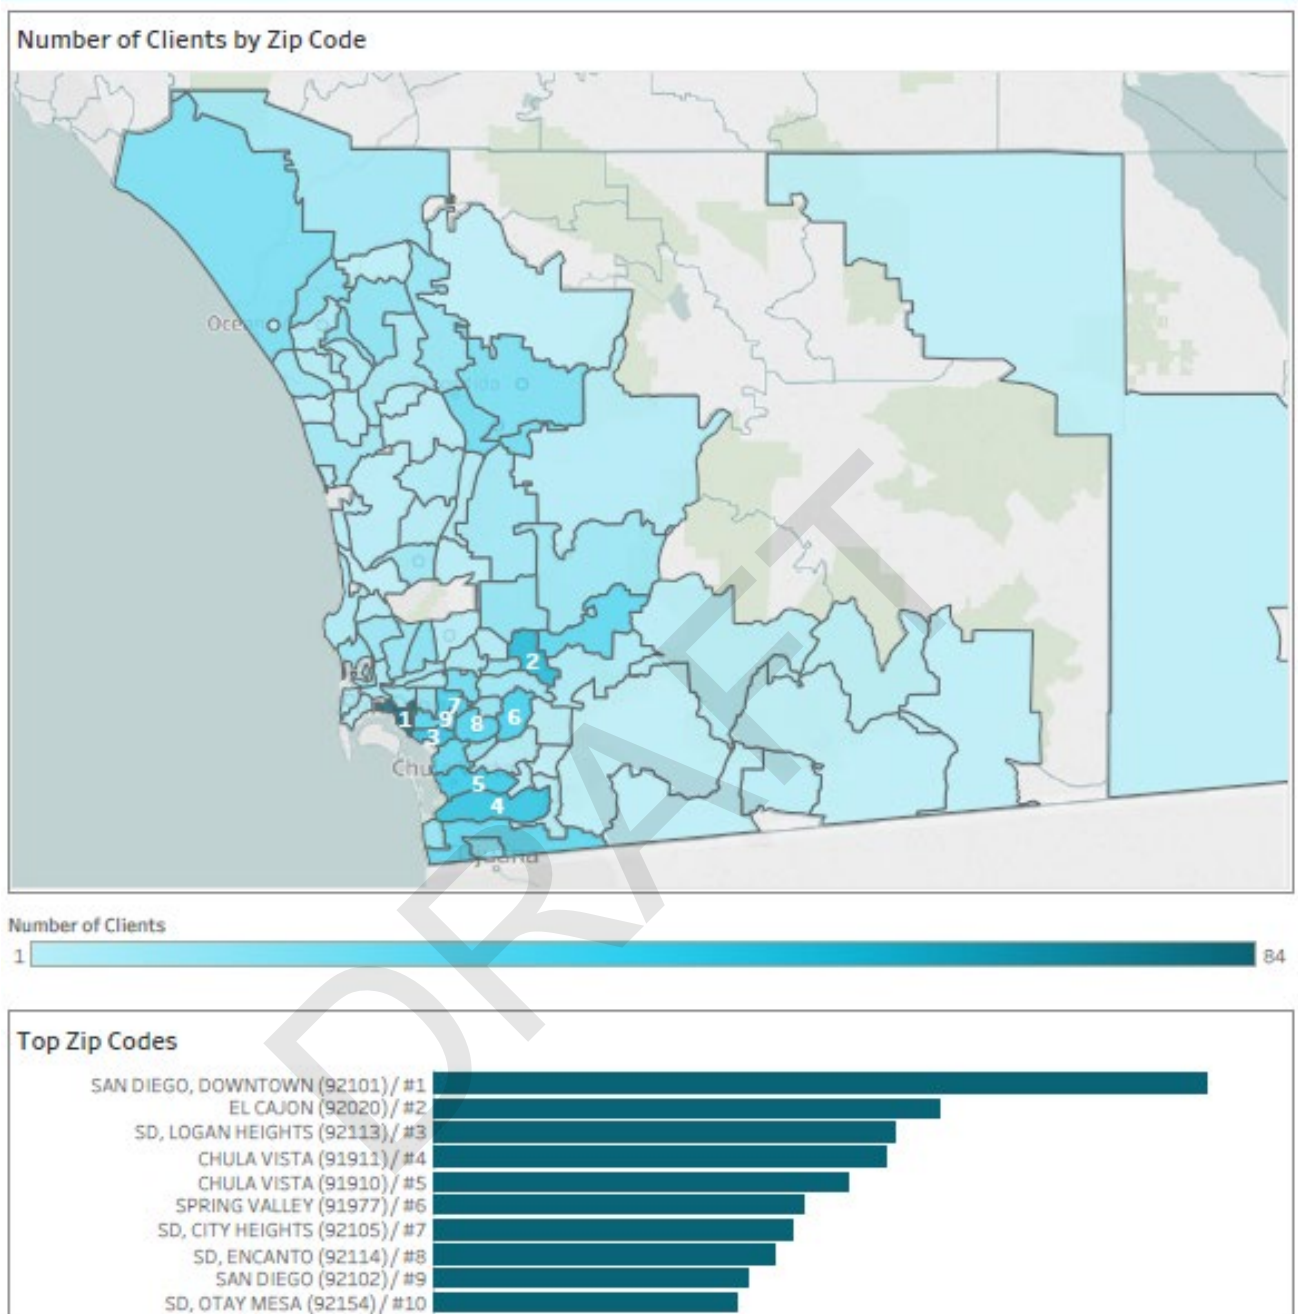 Number of Clients by Zip Code
2
7
1
9
8
6
3
Chu
5
4
Number of Clients
1
84
Top Zip Codes
SAN DIEGO, DOWNTOWN (92101) / #1
EL CAJON (92020) / #2
SD, LOGAN HEIGHTS (92113) / #3
CHULA VISTA (91911) / #4
CHULA VISTA (91910) / #5
SPRING VALLEY (91977) / #6
SD, CITY HEIGHTS (92105) / #7
SD, ENCANTO (92114) / #8
SAN DIEGO (92102) / #9
SD, OTAY MESA (92154) / #10
DRAFT